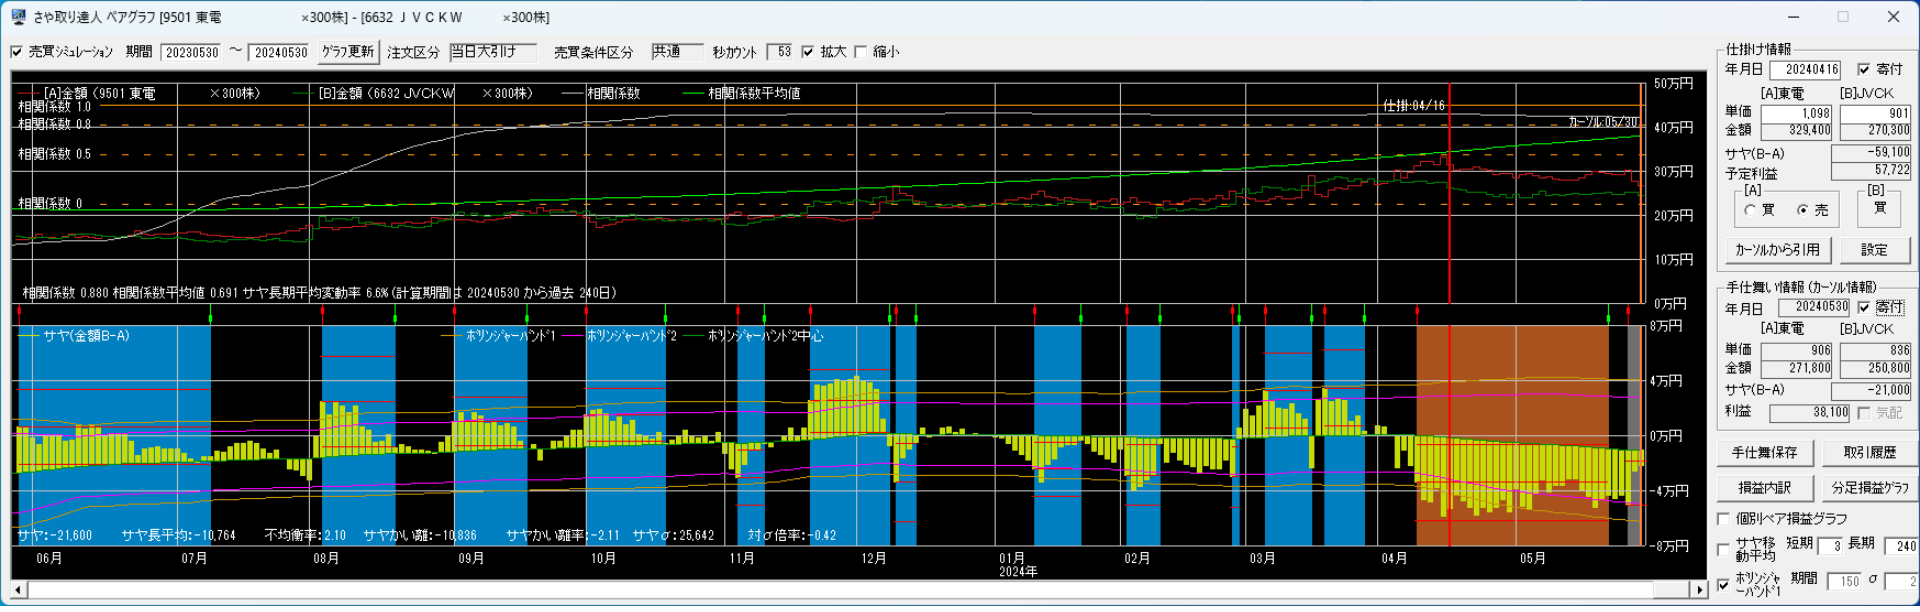 さや取り達人 ペアグラフ [9501 東電 ×300株] - [6632 ＪＶＣＫＷ ×300株]
売買シミュレーション 期間 20230530 ～ 20240530 グラフ更新 注文区分 当日大引け 売買条件区分 共通 秒カウント 53 拡大 縮小
[A]金額 (9501 東電 ×300株) [B]金額 (6632 JVCKW ×300株) 相関係数 相関係数平均値
相関係数 1.0
相関係数 0.8
相関係数 0.5
相関係数 0
仕掛:04/16
カーソル:05/30
50万円
40万円
30万円
20万円
10万円
0万円
相関係数 0.880 相関係数平均値 0.691 サヤ長期平均変動率 6.6%(計算期間は 20240530 から過去 240日)
サヤ(金額B-A) ボリンジャーバンド1 ボリンジャーバンド2 ボリンジャーバンド2中心
8万円
4万円
0万円
-4万円
-8万円
サヤ:-21,600 サヤ長平均:-10,764 不均衡率:2.10 サヤかい離:-10,836 サヤかい離率:-2.11 サヤσ:25,642 対σ倍率:-0.42
06月 07月 08月 09月 10月 11月 12月 01月 02月 03月 04月 05月
2024年
仕掛け情報
年月日 20240416 寄付
[A]東電 [B]JVCK
単価 1,098 901
金額 329,400 270,300
サヤ(B-A) -59,100
予定利益 57,722
[A] [B]
買 売 買
カーソルから引用 設定
手仕舞い情報 (カーソル情報)
年月日 20240530 寄付
[A]東電 [B]JVCK
単価 906 836
金額 271,800 250,800
サヤ(B-A) -21,000
利益 38,100 気配
手仕舞保存 取引履歴
損益内訳 分足損益グラフ
個別ペア損益グラフ
サヤ移動平均 短期 3 長期 240
ボリンジャーバンド1 期間 150 σ 2